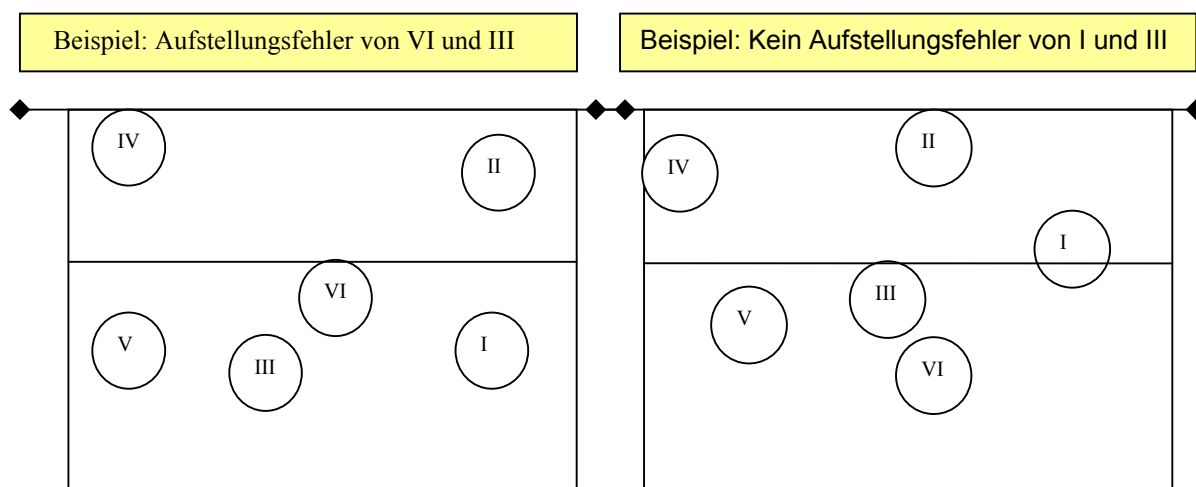 Beispiel: Aufstellungsfehler von VI und III
Beispiel: Kein Aufstellungsfehler von I und III
IV
II
VI
V
III
I
II
IV
I
III
V
VI